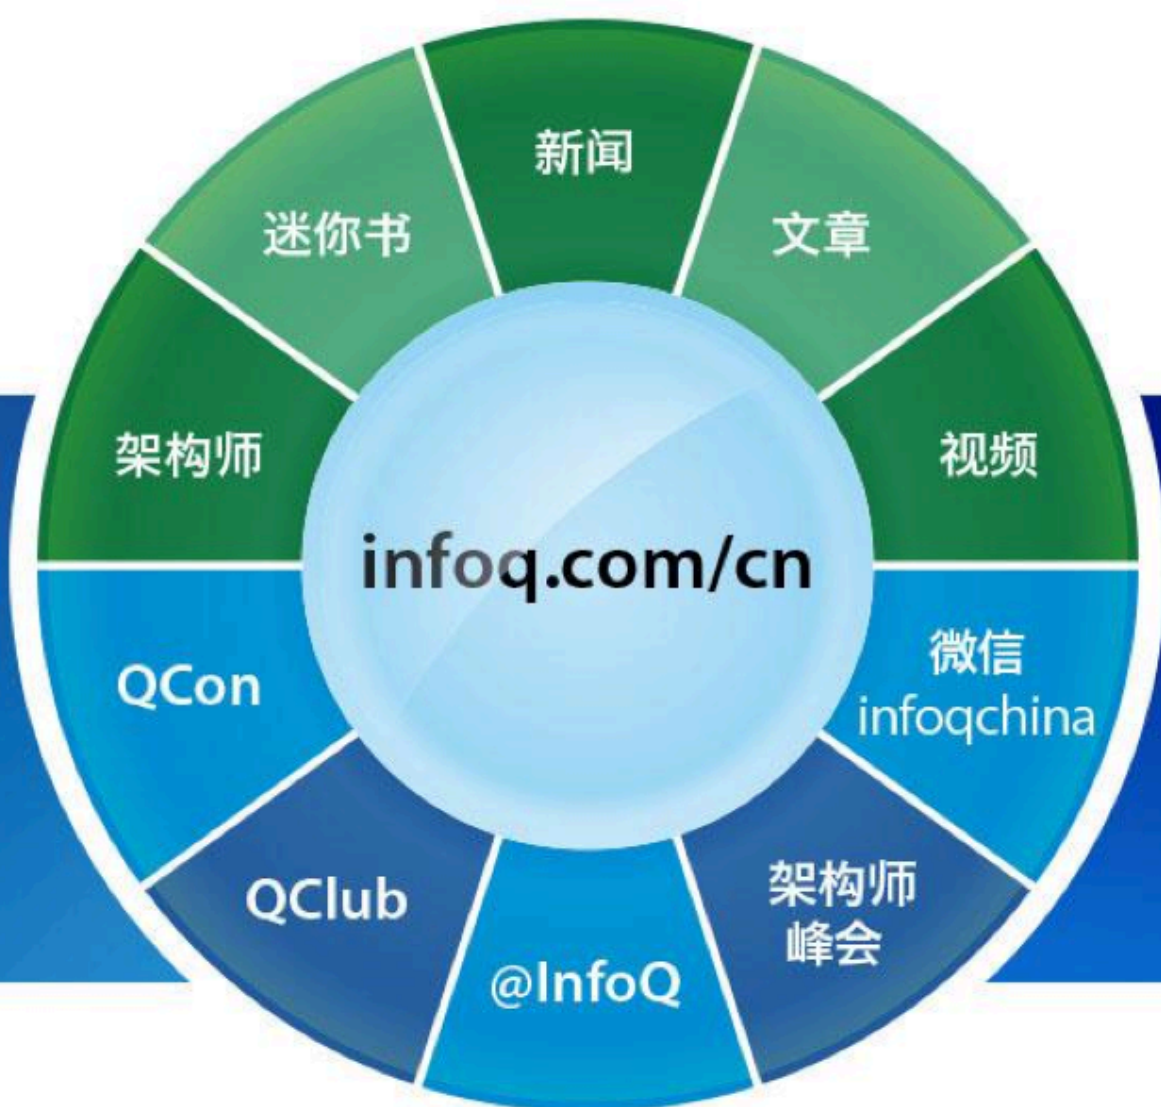 新闻
迷你书
文章
架构师
视频
infoq.com/cn
微信
infoqchina
QCon
架构师
峰会
QClub
@InfoQ